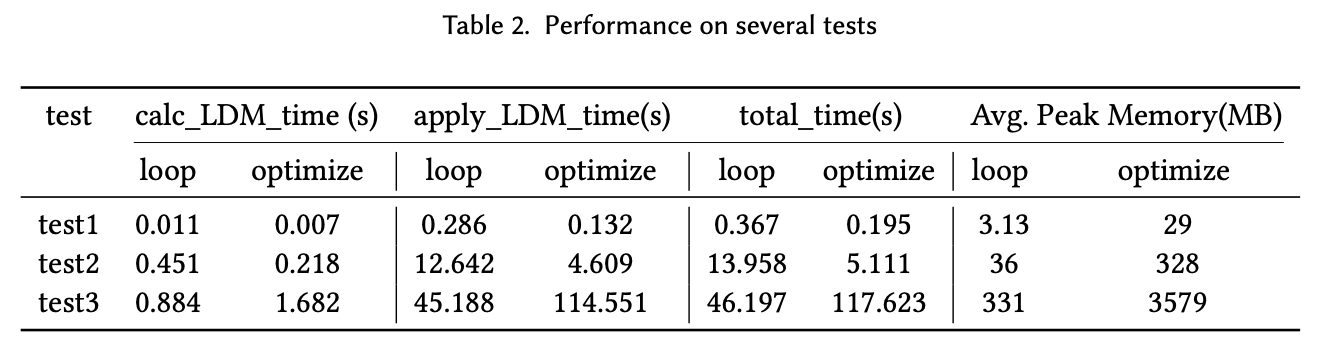 Table 2. Performance on several tests
test calc_LDM_time (s) apply_LDM_time(s) total_time(s) Avg. Peak Memory(MB)
loop optimize loop optimize loop optimize loop optimize
test1 0.011 0.007 0.286 0.132 0.367 0.195 3.13 29
test2 0.451 0.218 12.642 4.609 13.958 5.111 36 328
test3 0.884 1.682 45.188 114.551 46.197 117.623 331 3579